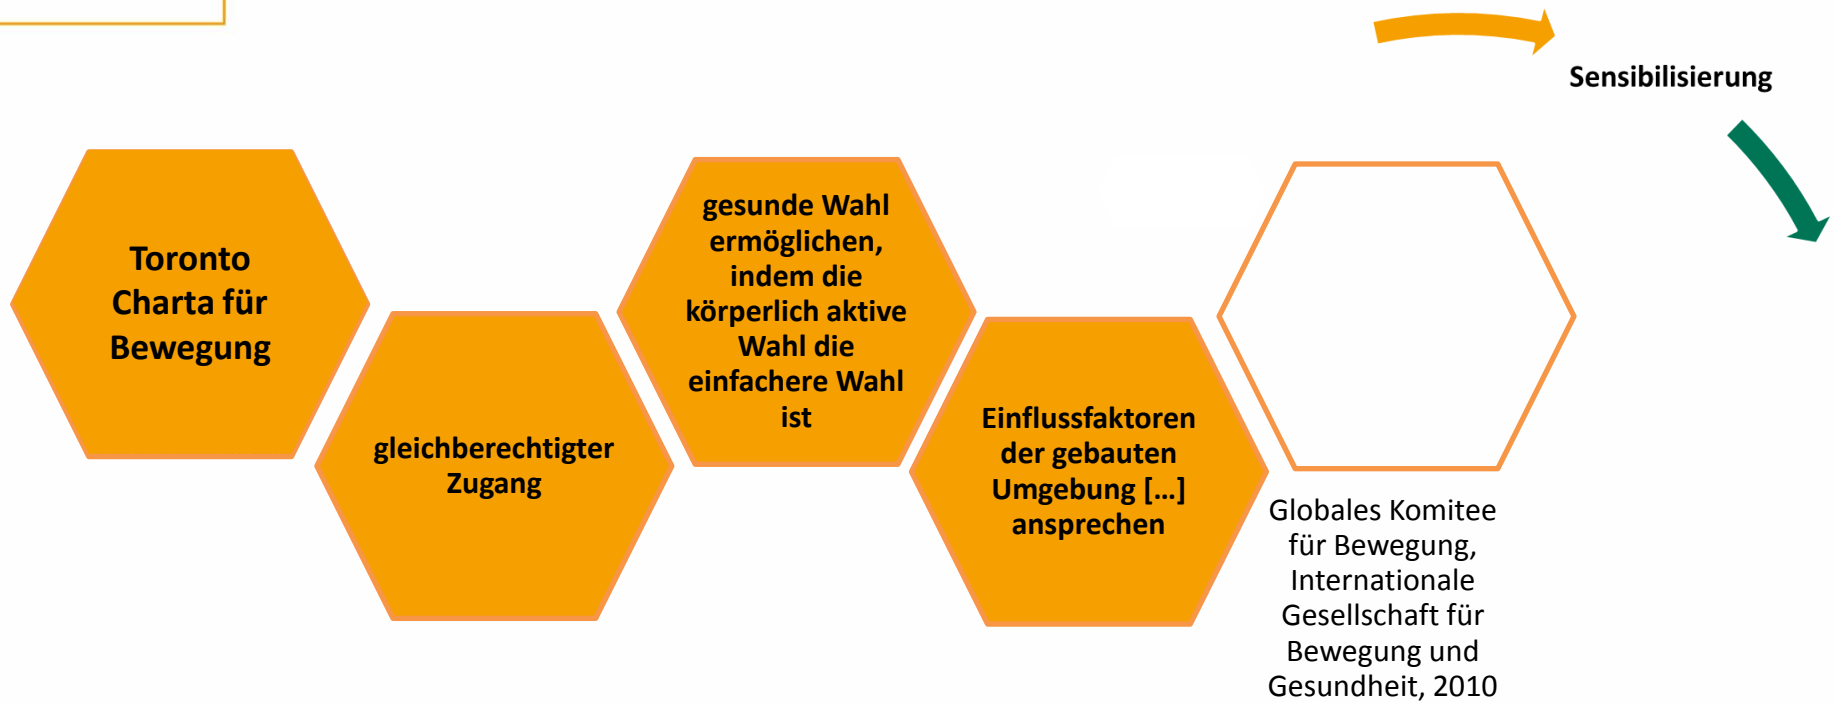 Sensibilisierung
Toronto
Charta für
Bewegung
gleichberechtigter
Zugang
gesunde Wahl
ermöglichen,
indem die
körperlich aktive
Wahl die
einfachere Wahl
ist
Einflussfaktoren
der gebauten
Umgebung [...]
ansprechen
Globales Komitee
für Bewegung,
Internationale
Gesellschaft für
Bewegung und
Gesundheit, 2010